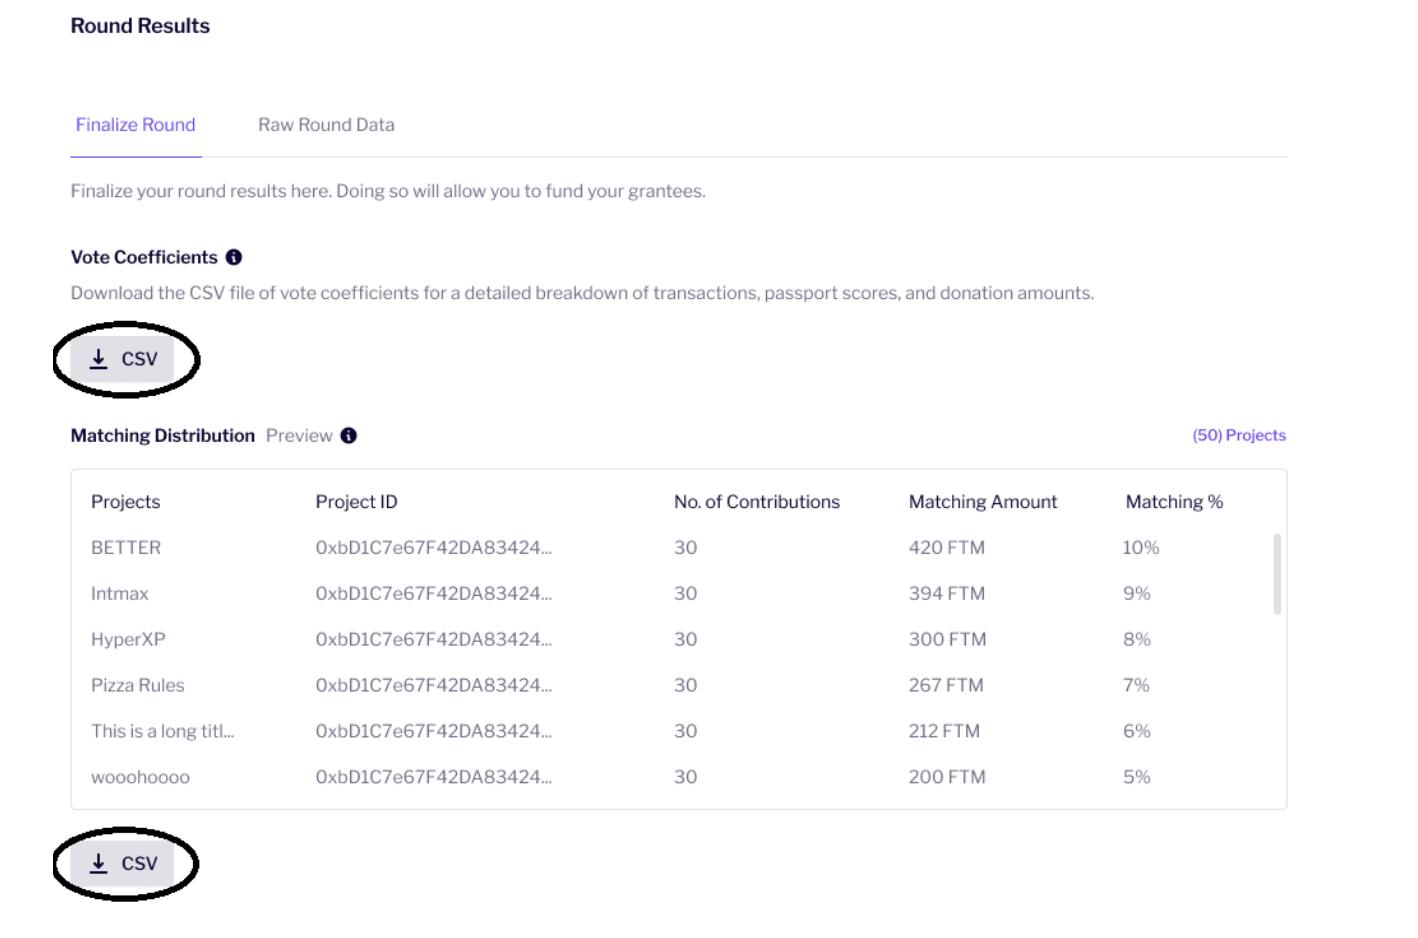 Round Results
Finalize Round Raw Round Data
Finalize your round results here. Doing so will allow you to fund your grantees.
Vote Coefficients
Download the CSV file of vote coefficients for a detailed breakdown of transactions, passport scores, and donation amounts.
CSV
Matching Distribution Preview (50) Projects
Projects Project ID No. of Contributions Matching Amount Matching %
BETTER 0xbD1C7e67F42DA83424... 30 420 FTM 10%
Intmax 0xbD1C7e67F42DA83424... 30 394 FTM 9%
HyperXP 0xbD1C7e67F42DA83424... 30 300 FTM 8%
Pizza Rules 0xbD1C7e67F42DA83424... 30 267 FTM 7%
This is a long titl... 0xbD1C7e67F42DA83424... 30 212 FTM 6%
wooohoooo 0xbD1C7e67F42DA83424... 30 200 FTM 5%
CSV